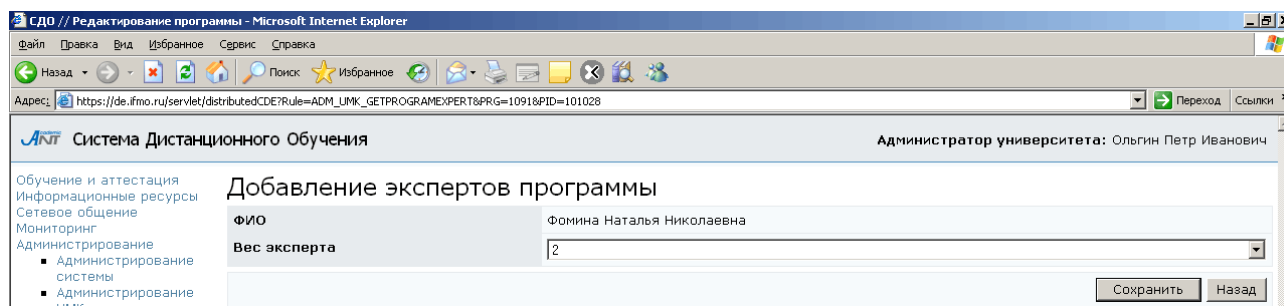 СДО // Редактирование программы - Microsoft Internet Explorer
Файл Правка Вид Избранное Сервис Справка
Назад Поиск Избранное
Адрес: https://de.ifmo.ru/servlet/distributedCDE?Rule=ADM_UMK_GETPROGRAMEXPERT&PRG=1091&PID=101028 Переход Ссылки
Academic ANT Система Дистанционного Обучения Администратор университета: Ольгин Петр Иванович
Обучение и аттестация
Информационные ресурсы
Сетевое общение
Мониторинг
Администрирование
Администрирование
системы
Администрирование
Добавление экспертов программы
ФИО Фомина Наталья Николаевна
Вес эксперта 2
Сохранить Назад